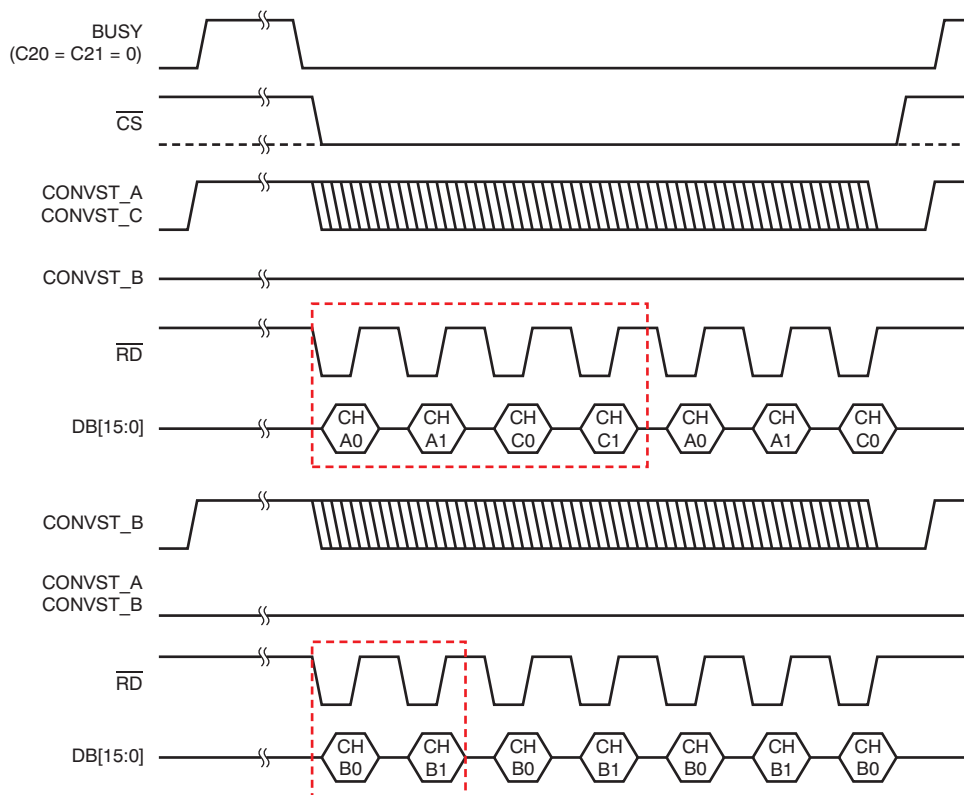 BUSY
(C20 = C21 = 0)
CS
CONVST_A
CONVST_C
CONVST_B
RD
DB[15:0]
CH A0
CH A1
CH C0
CH C1
CH A0
CH A1
CH C0
CONVST_B
CONVST_A
CONVST_B
RD
DB[15:0]
CH B0
CH B1
CH B0
CH B1
CH B0
CH B1
CH B0